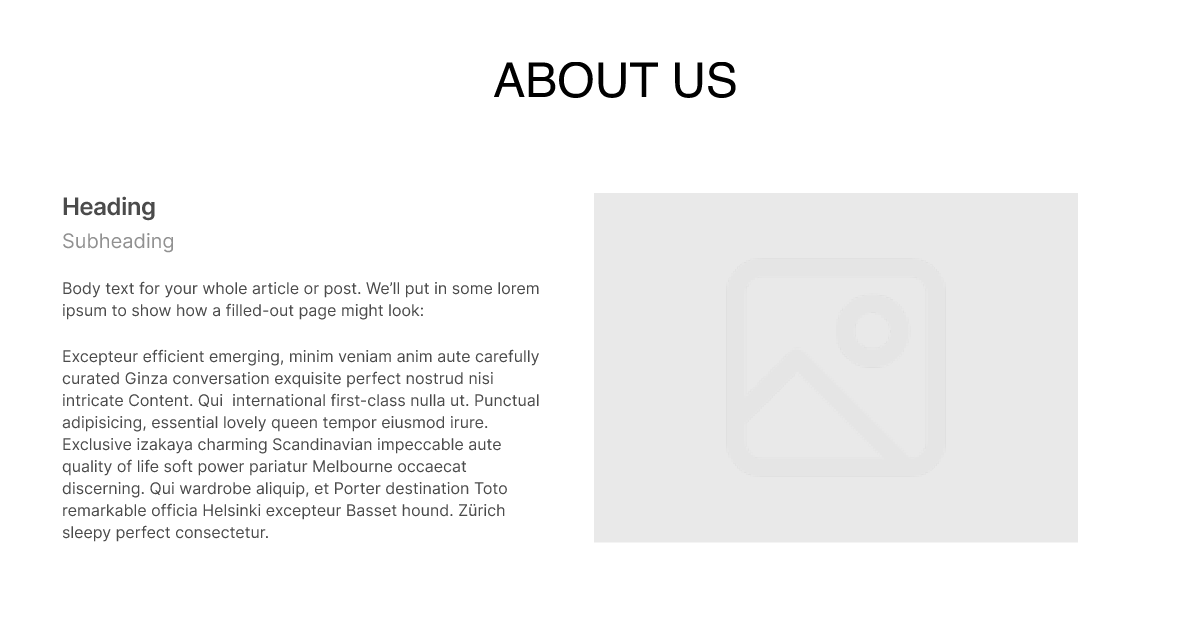 ABOUT US
Heading
Subheading
Body text for your whole article or post. We’ll put in some lorem
ipsum to show how a filled-out page might look:
Excepteur efficient emerging, minim veniam anim aute carefully
curated Ginza conversation exquisite perfect nostrud nisi
intricate Content. Qui  international first-class nulla ut. Punctual
adipisicing, essential lovely queen tempor eiusmod irure.
Exclusive izakaya charming Scandinavian impeccable aute
quality of life soft power pariatur Melbourne occaecat
discerning. Qui wardrobe aliquip, et Porter destination Toto
remarkable officia Helsinki excepteur Basset hound. Zürich
sleepy perfect consectetur.